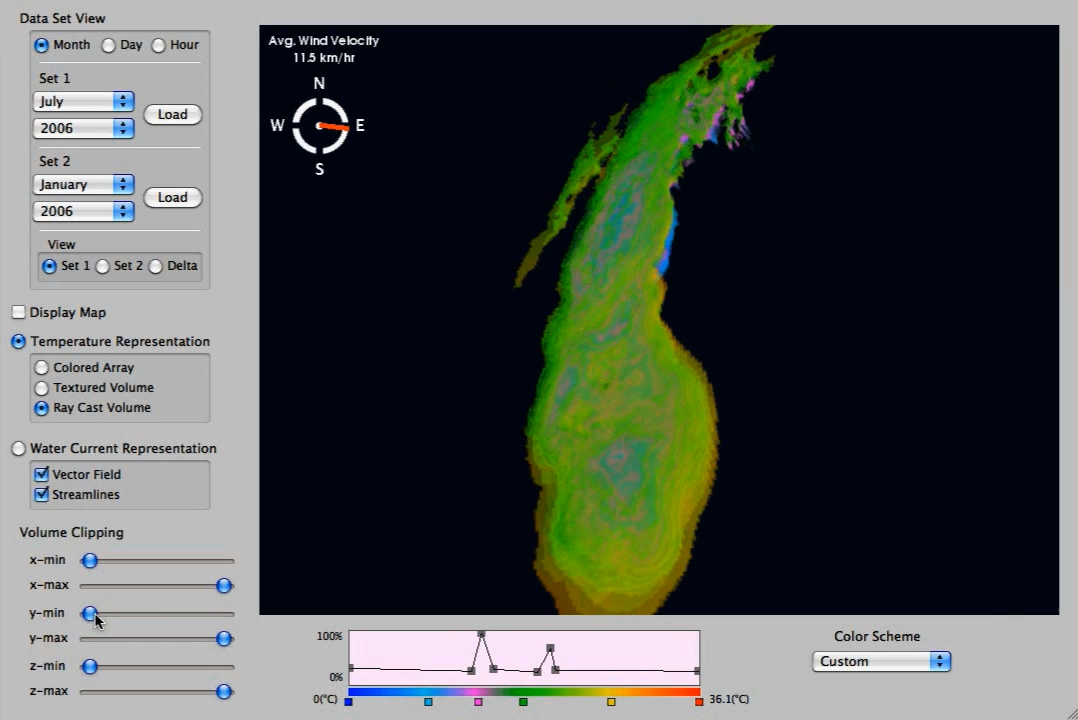 Data Set View
Month Day Hour
Set 1
July
2006
Load
Set 2
January
2006
Load
View
Set 1 Set 2 Delta
Display Map
Temperature Representation
Colored Array
Textured Volume
Ray Cast Volume
Water Current Representation
Vector Field
Streamlines
Volume Clipping
x-min
x-max
y-min
y-max
z-min
z-max
Avg. Wind Velocity
11.5 km/hr
N
W E
S
100%
0%
0(°C) 36.1(°C)
Color Scheme
Custom